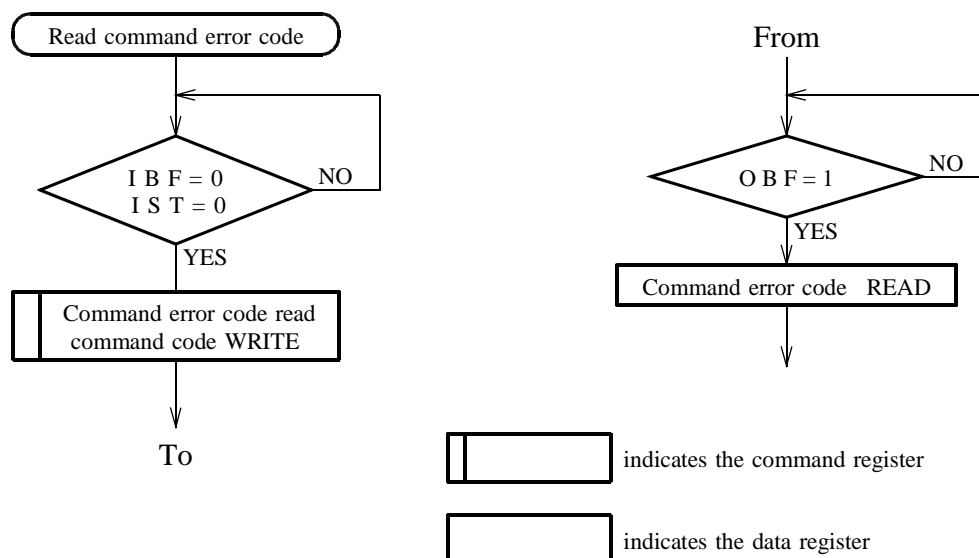 Read command error code
I B F = 0
I S T = 0
NO
YES
Command error code read
command code WRITE
To
From
O B F = 1
NO
YES
Command error code READ
indicates the command register
indicates the data register